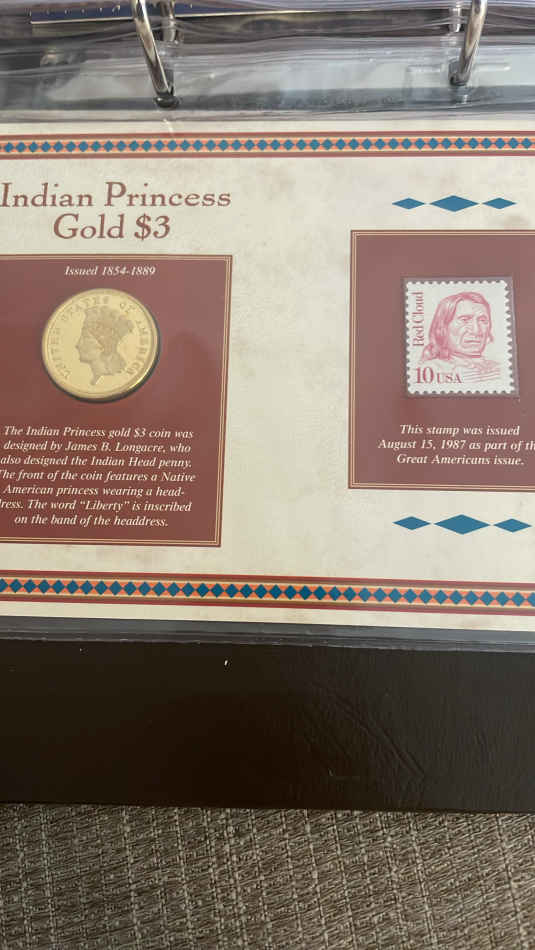 Indian Princess
Gold $3
Issued 1854-1889
UNITED STATES OF AMERICA
The Indian Princess gold $3 coin was
designed by James B. Longacre, who
also designed the Indian Head penny.
The front of the coin features a Native
American princess wearing a head-
dress. The word “Liberty” is inscribed
on the band of the headdress.
Red Cloud
10 USA
This stamp was issued
August 15, 1987 as part of th
Great Americans issue.